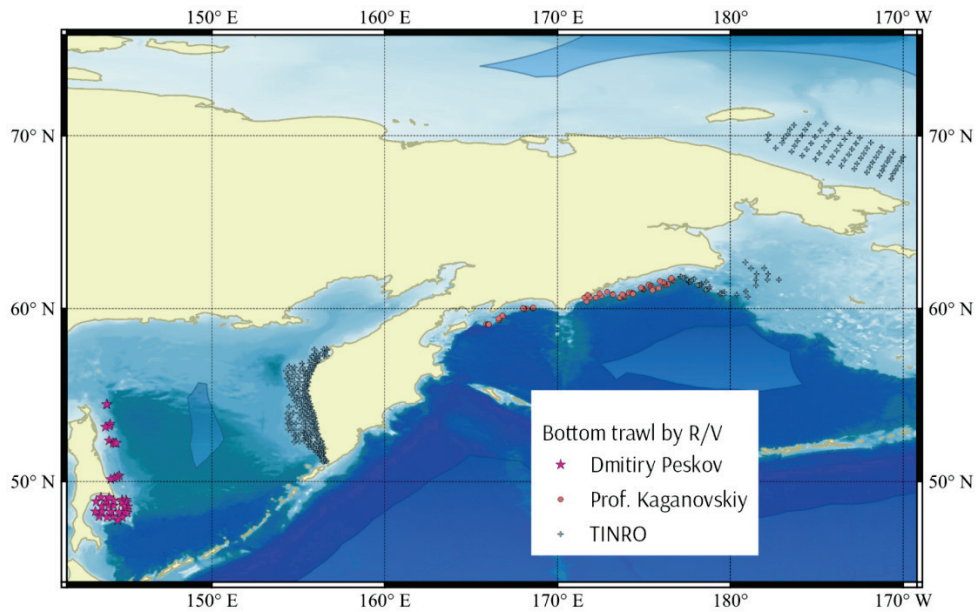 150° E 160° E 170° E 180° 170° W
70° N 70° N
60° N 60° N
50° N 50° N
Bottom trawl by R/V
Dmitiry Peskov
Prof. Kaganovskiy
TINRO
150° E 160° E 170° E 180° 170° W